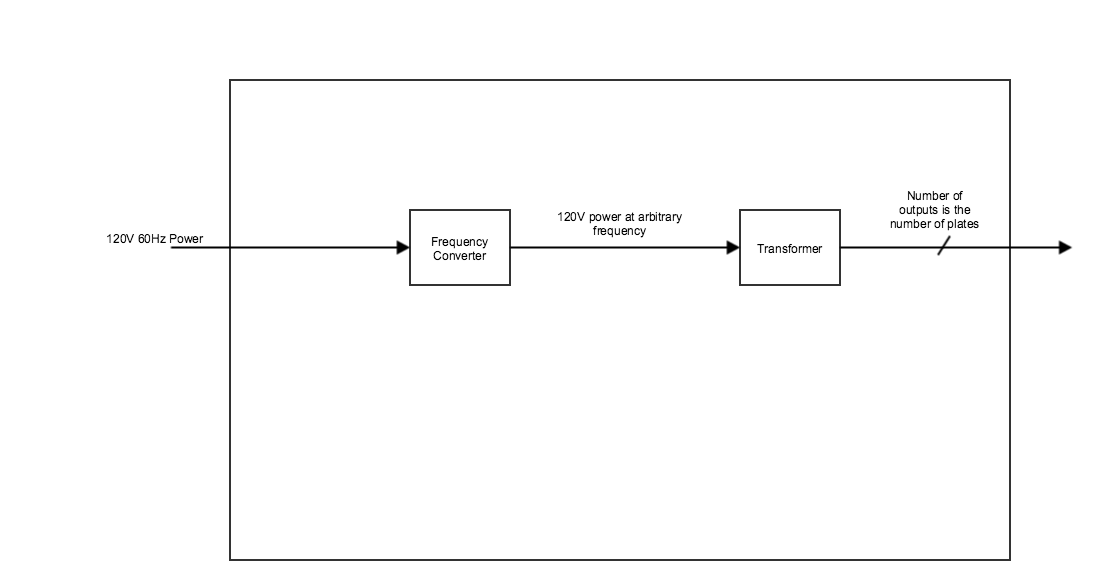 120V 60Hz Power
Frequency
Converter
120V power at arbitrary
frequency
Transformer
Number of
outputs is the
number of plates